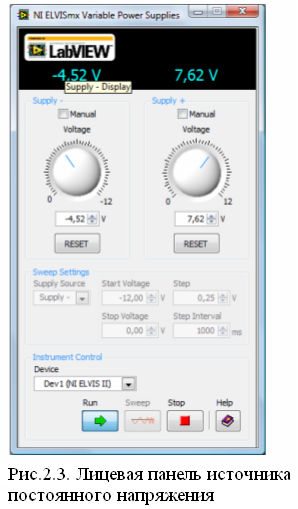 NI ELVISmx Variable Power Supplies
LabVIEW
-4,52 V 7,62 V
Supply - Display
Supply - Supply +
Manual Manual
Voltage Voltage
0 -12 0 12
-4,52 V 7,62 V
RESET RESET
Sweep Settings
Supply Source Start Voltage Step
Supply - -12,00 V 0,25 V
Stop Voltage Step Interval
0,00 V 1000 ms
Instrument Control
Device
Dev1 (NI ELVIS II)
Run Sweep Stop Help
Рис.2.3. Лицевая панель источника
постоянного напряжения